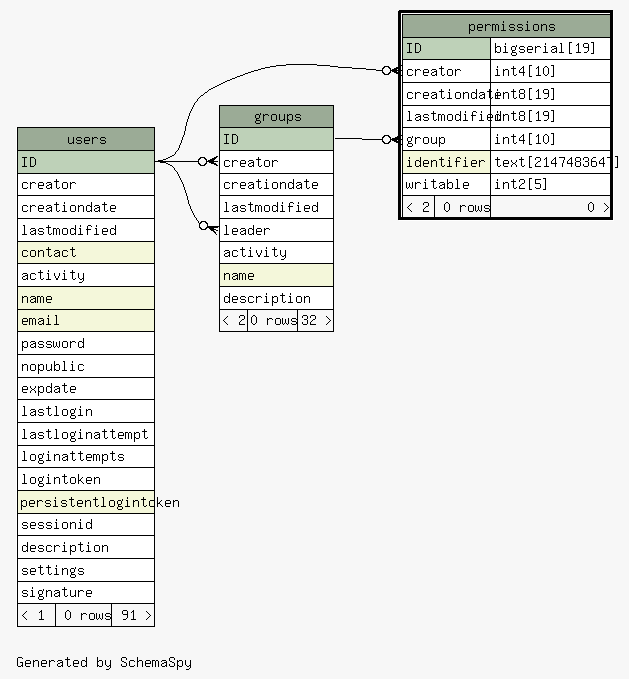 permissions
ID bigserial[19]
creator int4[10]
creationdate int8[19]
lastmodified int8[19]
group int4[10]
identifier text[2147483647]
writable int2[5]
< 2 0 rows 0 >
groups
ID
creator
creationdate
lastmodified
leader
activity
name
description
< 2 0 rows 32 >
users
ID
creator
creationdate
lastmodified
contact
activity
name
email
password
nopublic
expdate
lastlogin
lastloginattempt
loginattempts
logintoken
persistentlogintoken
sessionid
description
settings
signature
< 1 0 rows 91 >
Generated by SchemaSpy